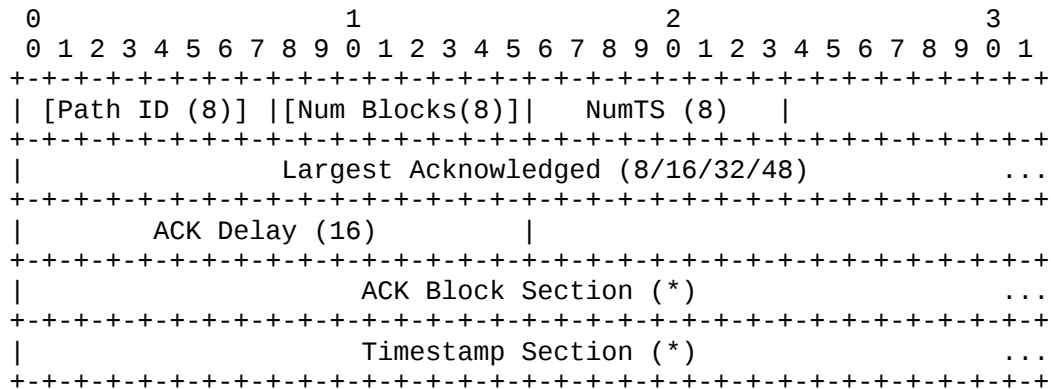 0                   1                   2                   3
 0 1 2 3 4 5 6 7 8 9 0 1 2 3 4 5 6 7 8 9 0 1 2 3 4 5 6 7 8 9 0 1
+-+-+-+-+-+-+-+-+-+-+-+-+-+-+-+-+-+-+-+-+-+-+-+-+-+-+-+-+-+-+-+-+
| [Path ID (8)] |[Num Blocks(8)]|   NumTS (8)   |
+-+-+-+-+-+-+-+-+-+-+-+-+-+-+-+-+-+-+-+-+-+-+-+-+-+-+-+-+-+-+-+-+
|                Largest Acknowledged (8/16/32/48)            ...
+-+-+-+-+-+-+-+-+-+-+-+-+-+-+-+-+-+-+-+-+-+-+-+-+-+-+-+-+-+-+-+-+
|        ACK Delay (16)         |
+-+-+-+-+-+-+-+-+-+-+-+-+-+-+-+-+-+-+-+-+-+-+-+-+-+-+-+-+-+-+-+-+
|                     ACK Block Section (*)                   ...
+-+-+-+-+-+-+-+-+-+-+-+-+-+-+-+-+-+-+-+-+-+-+-+-+-+-+-+-+-+-+-+-+
|                     Timestamp Section (*)                   ...
+-+-+-+-+-+-+-+-+-+-+-+-+-+-+-+-+-+-+-+-+-+-+-+-+-+-+-+-+-+-+-+-+